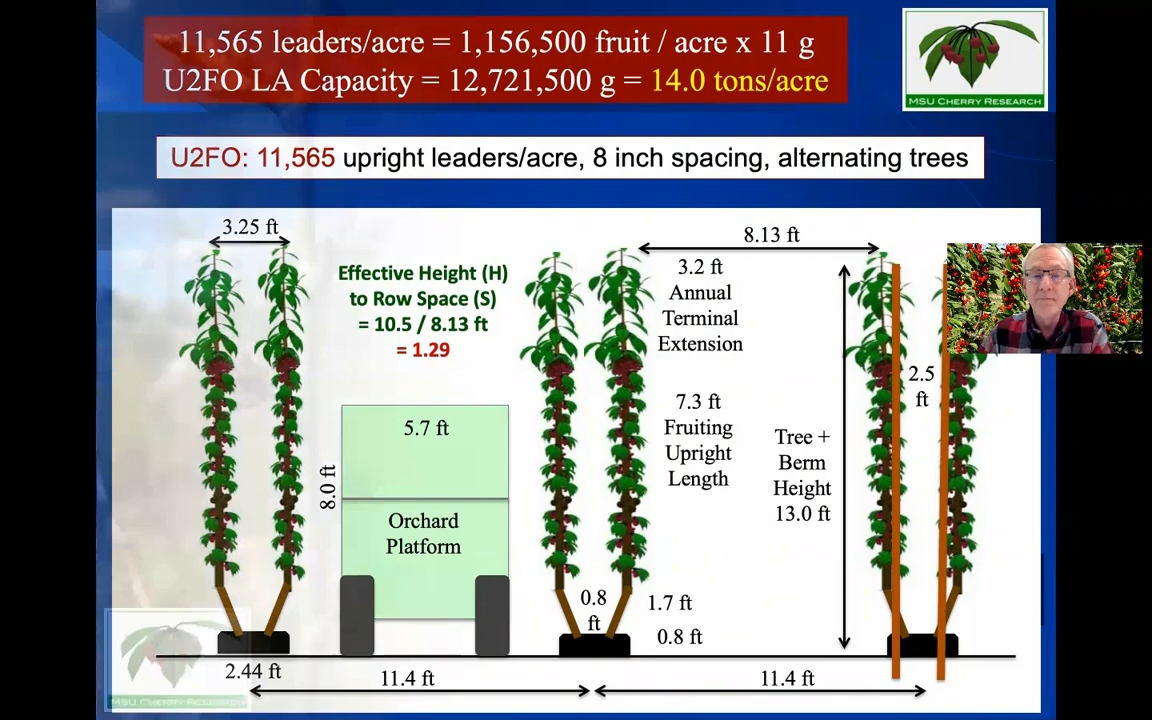 11,565 leaders/acre = 1,156,500 fruit / acre x 11 g
U2FO LA Capacity = 12,721,500 g = 14.0 tons/acre
MSU CHERRY RESEARCH
U2FO: 11,565 upright leaders/acre, 8 inch spacing, alternating trees
3.25 ft
8.13 ft
Effective Height (H)
to Row Space (S)
= 10.5 / 8.13 ft
= 1.29
3.2 ft
Annual
Terminal
Extension
2.5
ft
5.7 ft
8.0 ft
7.3 ft
Fruiting
Upright
Length
Tree +
Berm
Height
13.0 ft
Orchard
Platform
0.8
ft
1.7 ft
0.8 ft
2.44 ft
11.4 ft
11.4 ft
MSU CHERRY RESEARCH